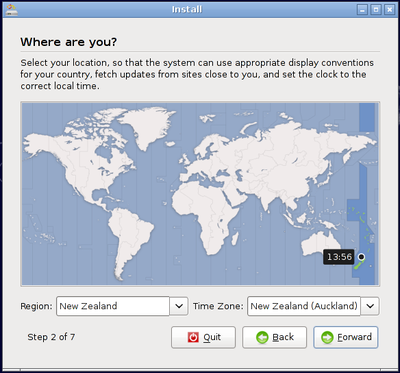 Install
Where are you?
Select your location, so that the system can use appropriate display conventions
for your country, fetch updates from sites close to you, and set the clock to the
correct local time.
13:56
Region: New Zealand Time Zone: New Zealand (Auckland)
Step 2 of 7 Quit Back Forward